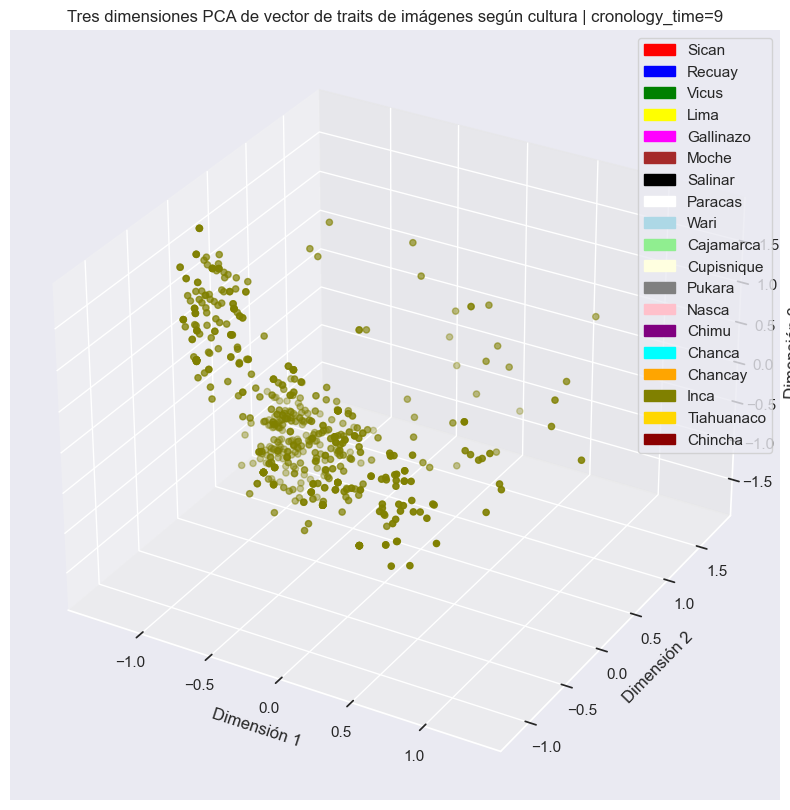 Tres dimensiones PCA de vector de traits de imágenes según cultura | cronology_time=9
Sican
Recuay
Vicus
Lima
Gallinazo
Moche
Salinar
Paracas
Wari
Cajamarca
Cupisnique
Pukara
Nasca
Chimu
Chanca
Chancay
Inca
Tiahuanaco
Chincha
1.5
1.0
0.5
0.0
−0.5
−1.0
−1.5
1.5
1.0
0.5
0.0
−0.5
−1.0
Dimensión 2
−1.0
−0.5
0.0
0.5
1.0
Dimensión 1